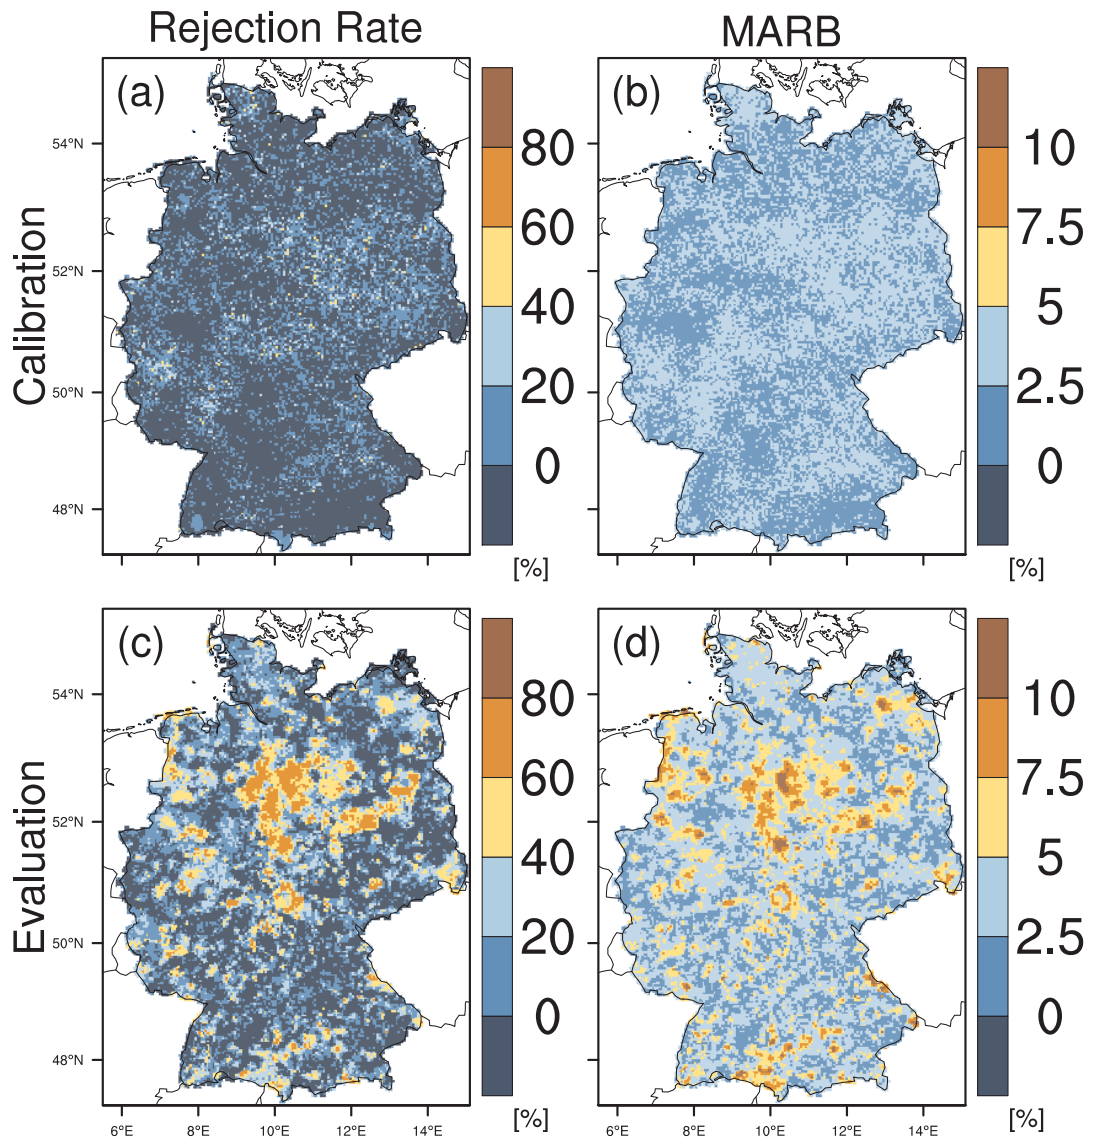 Rejection Rate
MARB
Calibration
(a)
54°N
52°N
50°N
48°N
80
60
40
20
0
[%]
(b)
10
7.5
5
2.5
0
[%]
Evaluation
(c)
54°N
52°N
50°N
48°N
6°E
8°E
10°E
12°E
14°E
80
60
40
20
0
[%]
(d)
6°E
8°E
10°E
12°E
14°E
10
7.5
5
2.5
0
[%]